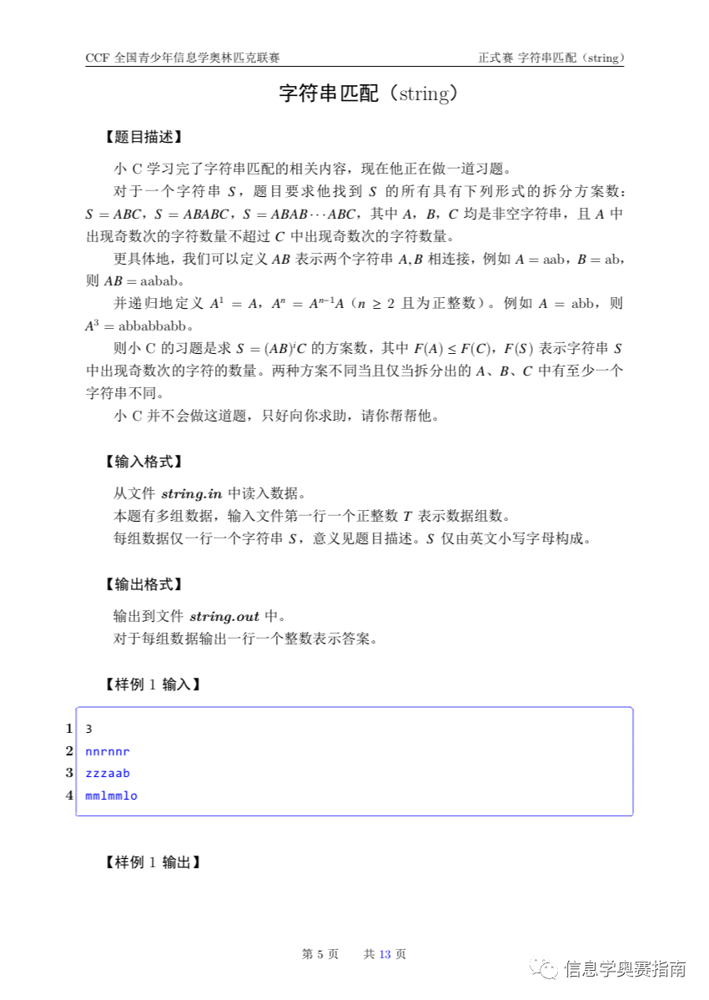 CCF 全国青少年信息学奥林匹克联赛 正式赛 字符串匹配（string）
字符串匹配（string）
【题目描述】
小 C 学习完了字符串匹配的相关内容，现在他正在做一道习题。
对于一个字符串 S，题目要求他找到 S 的所有具有下列形式的拆分方案数：
S = ABC，S = ABABC，S = ABAB···ABC，其中 A，B，C 均是非空字符串，且 A 中
出现奇数次的字符数量不超过 C 中出现奇数次的字符数量。
更具体地，我们可以定义 AB 表示两个字符串 A, B 相连接，例如 A = aab，B = ab，
则 AB = aabab。
并递归地定义 A¹ = A，Aⁿ = Aⁿ⁻¹A（n ≥ 2 且为正整数）。例如 A = abb，则
A³ = abbabbabb。
则小 C 的习题是求 S = (AB)ⁱC 的方案数，其中 F(A) ≤ F(C)，F(S) 表示字符串 S
中出现奇数次的字符的数量。两种方案不同当且仅当拆分出的 A、B、C 中有至少一个
字符串不同。
小 C 并不会做这道题，只好向你求助，请你帮帮他。
【输入格式】
从文件 string.in 中读入数据。
本题有多组数据，输入文件第一行一个正整数 T 表示数据组数。
每组数据仅一行一个字符串 S，意义见题目描述。S 仅由英文小写字母构成。
【输出格式】
输出到文件 string.out 中。
对于每组数据输出一行一个整数表示答案。
【样例 1 输入】
1 3
2 nnrnnr
3 zzzaab
4 mmlmmlo
【样例 1 输出】
第 5 页 共 13 页
信息学奥赛指南